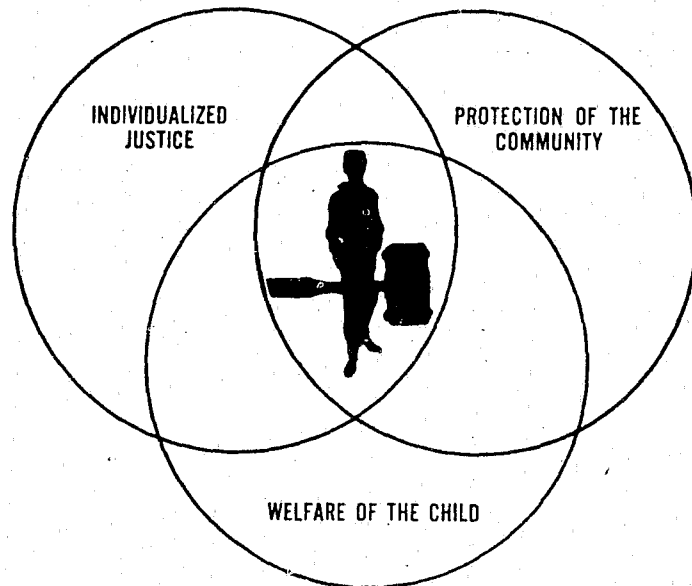 INDIVIDUALIZED
JUSTICE
PROTECTION OF THE
COMMUNITY
WELFARE OF THE CHILD